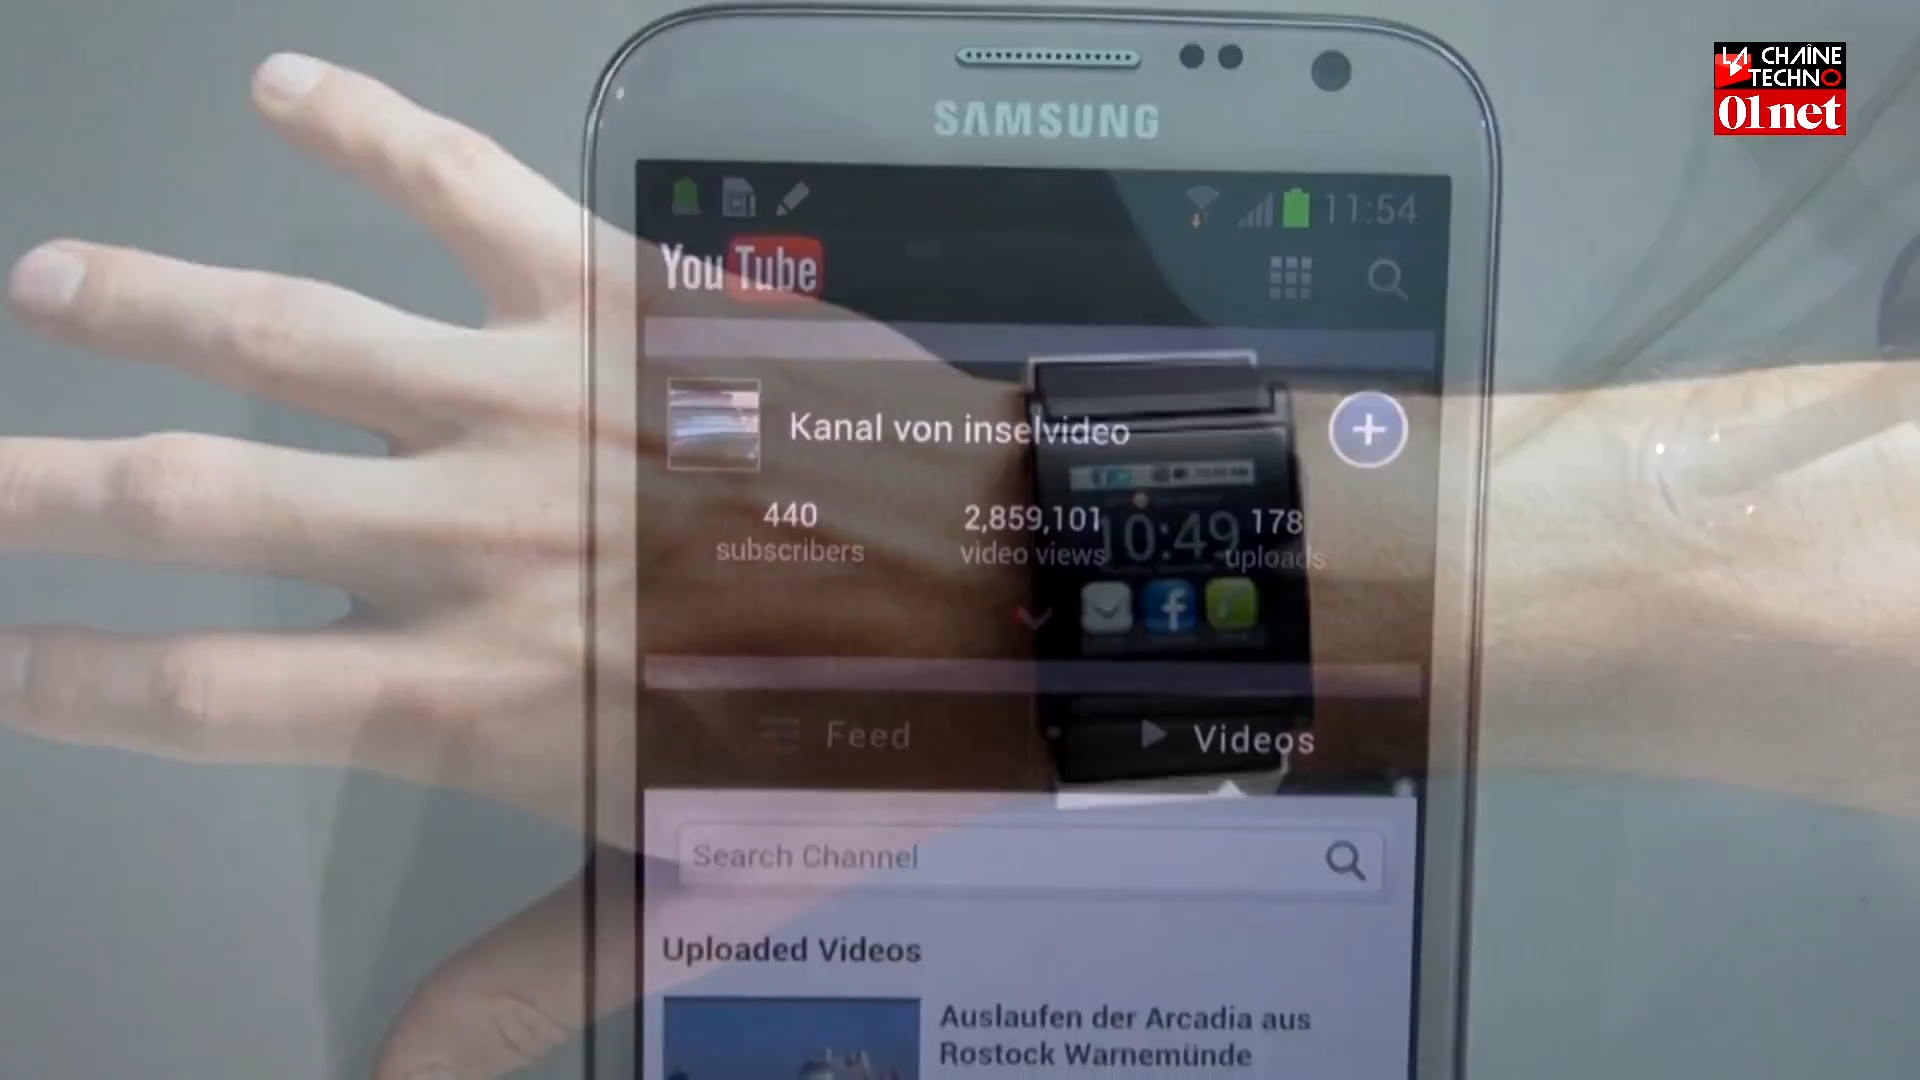 LA CHAÎNE
TECHNO
01net
SAMSUNG
11:54
YouTube
Kanal von inselvideo
440
subscribers
2,859,101
video views
178
uploads
10:49
Feed
Videos
Search Channel
Uploaded Videos
Auslaufen der Arcadia aus
Rostock Warnemünde